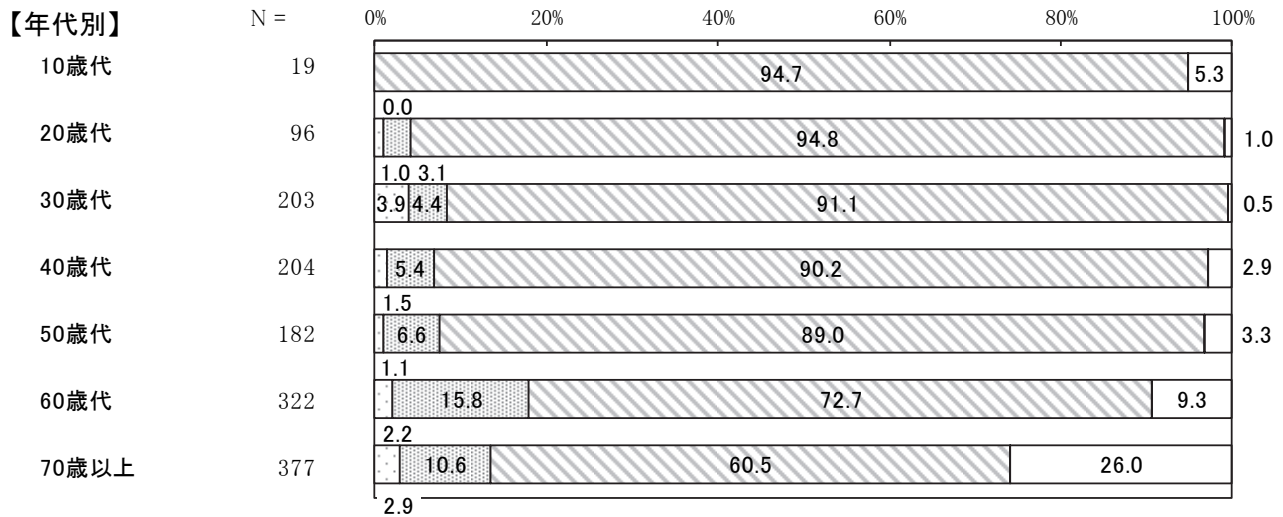 【年代別】 N = 0% 20% 40% 60% 80% 100%
10歳代 19 94.7 5.3
0.0
20歳代 96 94.8 1.0
1.0 3.1
30歳代 203 3.9 4.4 91.1 0.5
40歳代 204 5.4 90.2 2.9
1.5
50歳代 182 6.6 89.0 3.3
1.1
60歳代 322 15.8 72.7 9.3
2.2
70歳以上 377 10.6 60.5 26.0
2.9